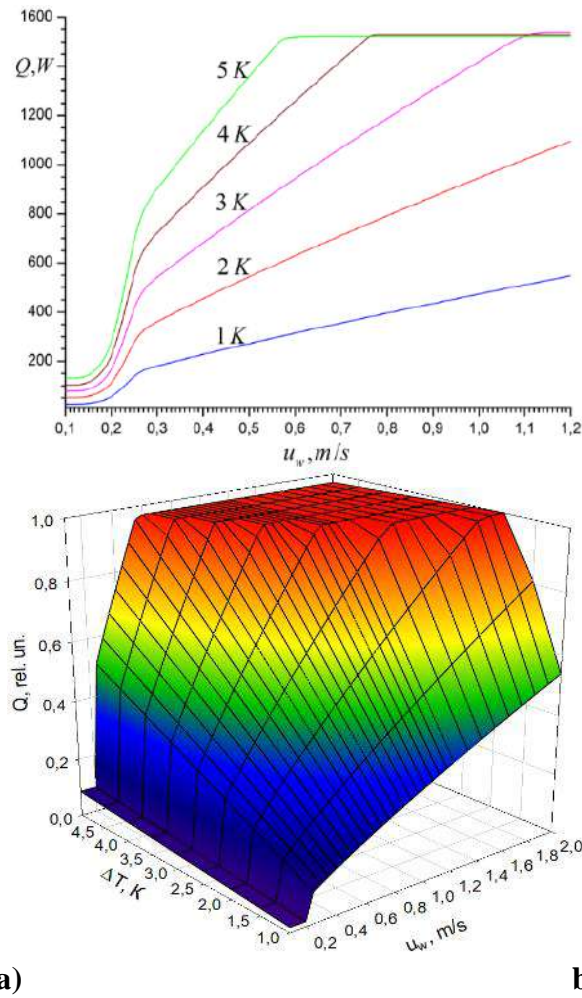 1600
Q,W
1400
1200
1000
800
600
400
200
5 K
4 K
3 K
2 K
1 K
0,1 0,2 0,3 0,4 0,5 0,6 0,7 0,8 0,9 1,0 1,1 1,2
u_w, m/s
1,0
0,8
0,6
0,4
0,2
0,0
Q, rel. un.
4,5 4,0 3,5 3,0 2,5 2,0 1,5 1,0
ΔT, K
0,2 0,4 0,6 0,8 1,0 1,2 1,4 1,6 1,8 2,0
u_w, m/s
a) b